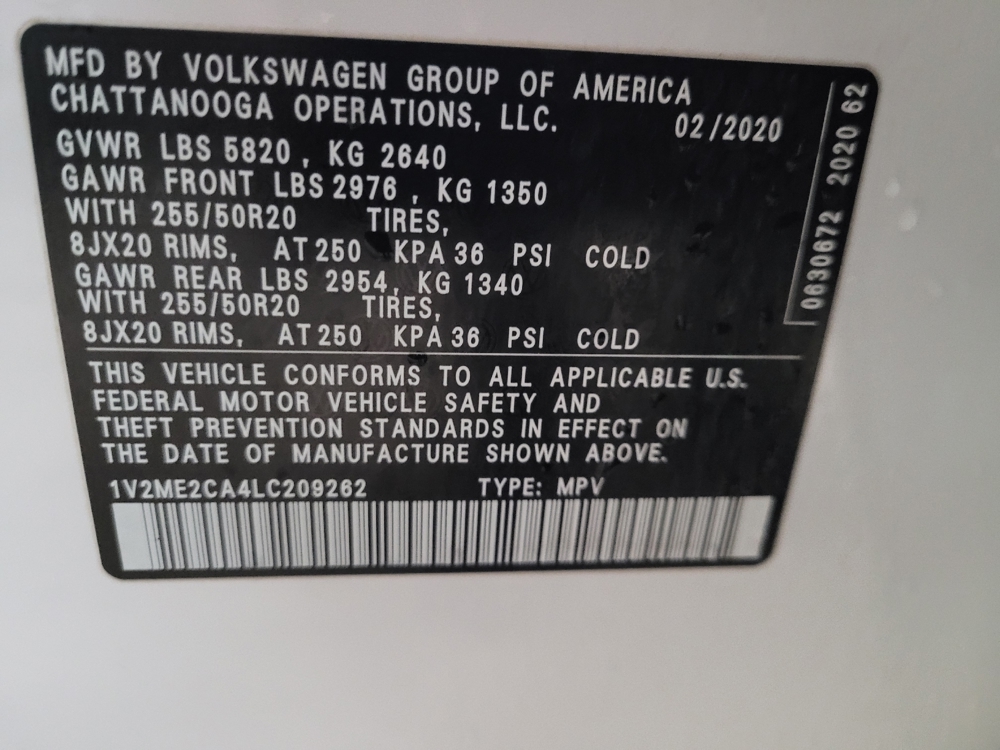 MFD BY VOLKSWAGEN GROUP OF AMERICA
CHATTANOOGA OPERATIONS, LLC. 02/2020
GVWR LBS 5820 , KG 2640
GAWR FRONT LBS 2976 , KG 1350
WITH 255/50R20 TIRES,
8JX20 RIMS, AT 250 KPA 36 PSI COLD
GAWR REAR LBS 2954, KG 1340
WITH 255/50R20 TIRES,
8JX20 RIMS, AT 250 KPA 36 PSI COLD
THIS VEHICLE CONFORMS TO ALL APPLICABLE U.S.
FEDERAL MOTOR VEHICLE SAFETY AND
THEFT PREVENTION STANDARDS IN EFFECT ON
THE DATE OF MANUFACTURE SHOWN ABOVE.
1V2ME2CA4LC209262 TYPE: MPV
0630672 2020 62